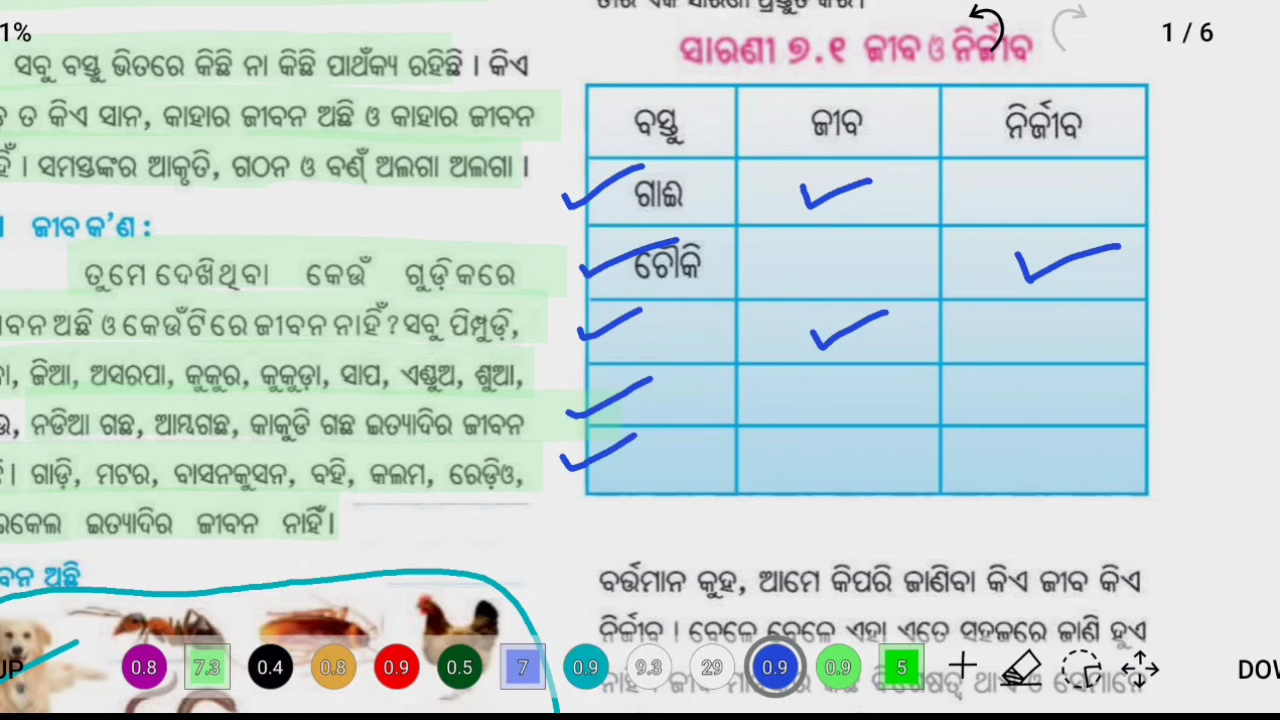 1%
ସବୁ ବସ୍ତୁ ଭିତରେ କିଛି ନା କିଛି ପାର୍ଥକ୍ୟ ରହିଛି । କିଏ
ତ କିଏ ସାନ, କାହାର ଜୀବନ ଅଛି ଓ କାହାର ଜୀବନ
। ସମସ୍ତଙ୍କର ଆକୃତି, ଗଠନ ଓ ବର୍ଣ୍ଣ ଅଲଗା ଅଲଗା ।
ଜୀବ କ'ଣ :
ତୁମେ ଦେଖିଥିବା କେଉଁ ଗୁଡ଼ିକରେ
ଅଛି ଓ କେଉଁଟିରେ ଜୀବନ ନାହିଁ ? ସବୁ ପିମ୍ପୁଡ଼ି,
ଜିଆ, ଅସରପା, କୁକୁର, କୁକୁଡ଼ା, ସାପ, ଏଣ୍ଡୁଅ, ଶୁଆ,
ନଡିଆ ଗଛ, ଆମ୍ବଗଛ, କାକୁଡି ଗଛ ଇତ୍ୟାଦିର ଜୀବନ
। ଗାଡ଼ି, ମଟର, ବାସନକୁସନ, ବହି, କଲମ, ରେଡ଼ିଓ,
ଇତ୍ୟାଦିର ଜୀବନ ନାହିଁ ।
ଅଛି
1 / 6
ସାରଣୀ ୭.୧ ଜୀବ ଓ ନିର୍ଜୀବ
ବସ୍ତୁ ଜୀବ ନିର୍ଜୀବ
ଗାଈ
ଚୌକି
ବର୍ତ୍ତମାନ କୁହ, ଆମେ କିପରି ଜାଣିବା କିଏ ଜୀବ କିଏ
ନିର୍ଜୀବ । ବେଳେ ବେଳେ ଏହା ଏତେ ସହଜରେ ଜାଣି ହୁଏ
UP 0.8 7.3 0.4 0.8 0.9 0.5 7 0.9 9.3 29 0.9 0.9 5